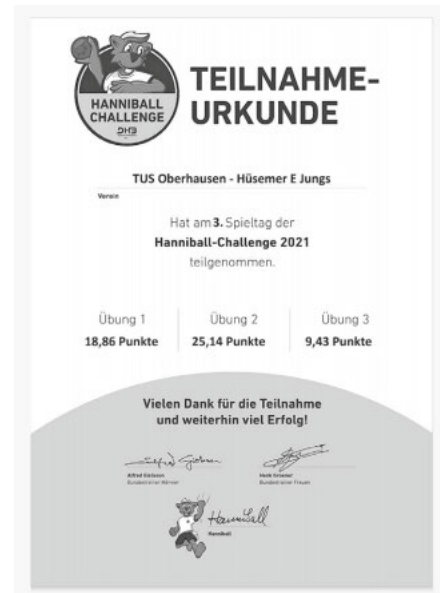 HANNIBALL
CHALLENGE
DHB
TEILNAHME-
URKUNDE
TUS Oberhausen - Hüsemer E Jungs
Verein
Hat am 3. Spieltag der
Hanniball-Challenge 2021
teilgenommen.
Übung 1
18,86 Punkte
Übung 2
25,14 Punkte
Übung 3
9,43 Punkte
Vielen Dank für die Teilnahme
und weiterhin viel Erfolg!
Alfred Gislason
Bundestrainer Männer
Henk Groener
Bundestrainer Frauen
Hanniball
Hanniball